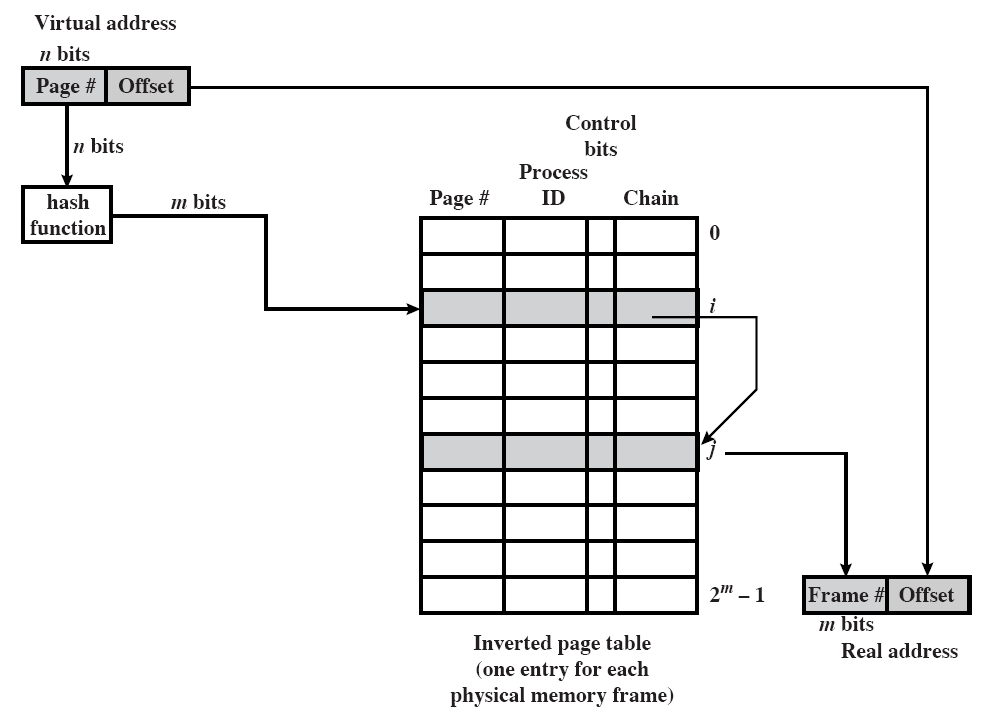 Virtual address
n bits
Page # Offset
n bits
hash
function
m bits
Control
bits
Process
Page # ID Chain
0
i
j
2^m – 1
Frame # Offset
m bits
Real address
Inverted page table
(one entry for each
physical memory frame)